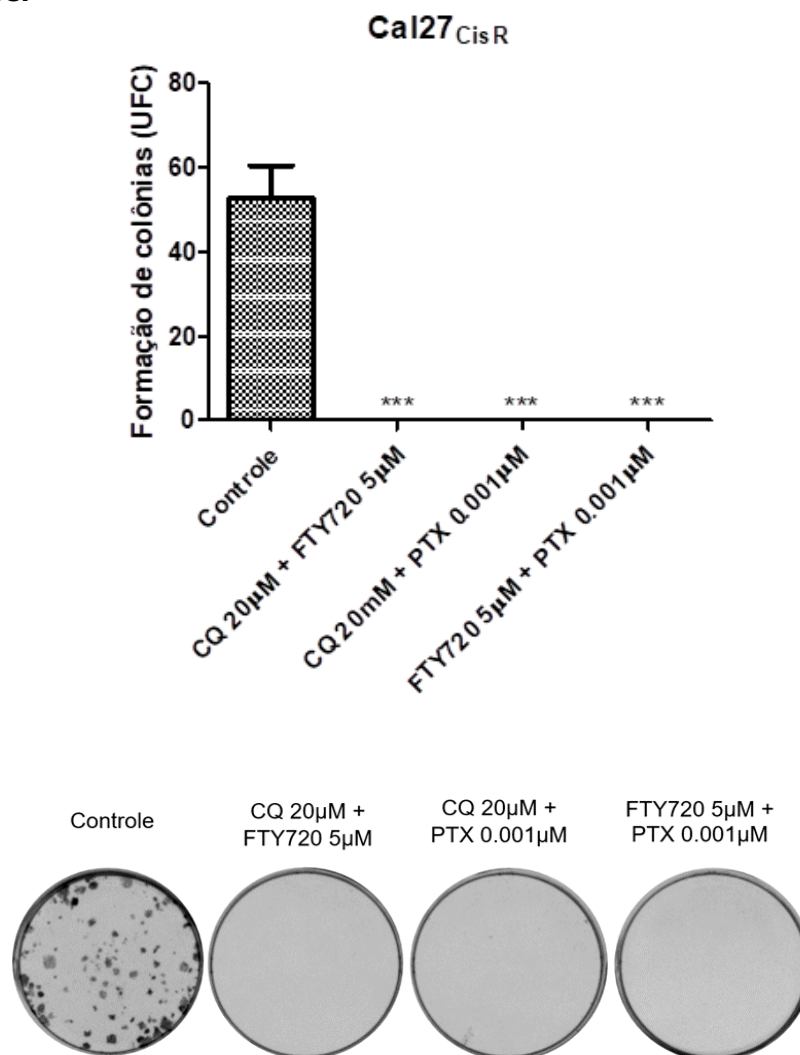 Cal27CisR
Formação de colônias (UFC)
80
60
40
20
0
***
***
***
Controle
CQ 20µM + FTY720 5µM
CQ 20mM + PTX 0.001µM
FTY720 5µM + PTX 0.001µM
Controle
CQ 20µM +
FTY720 5µM
CQ 20µM +
PTX 0.001µM
FTY720 5µM +
PTX 0.001µM